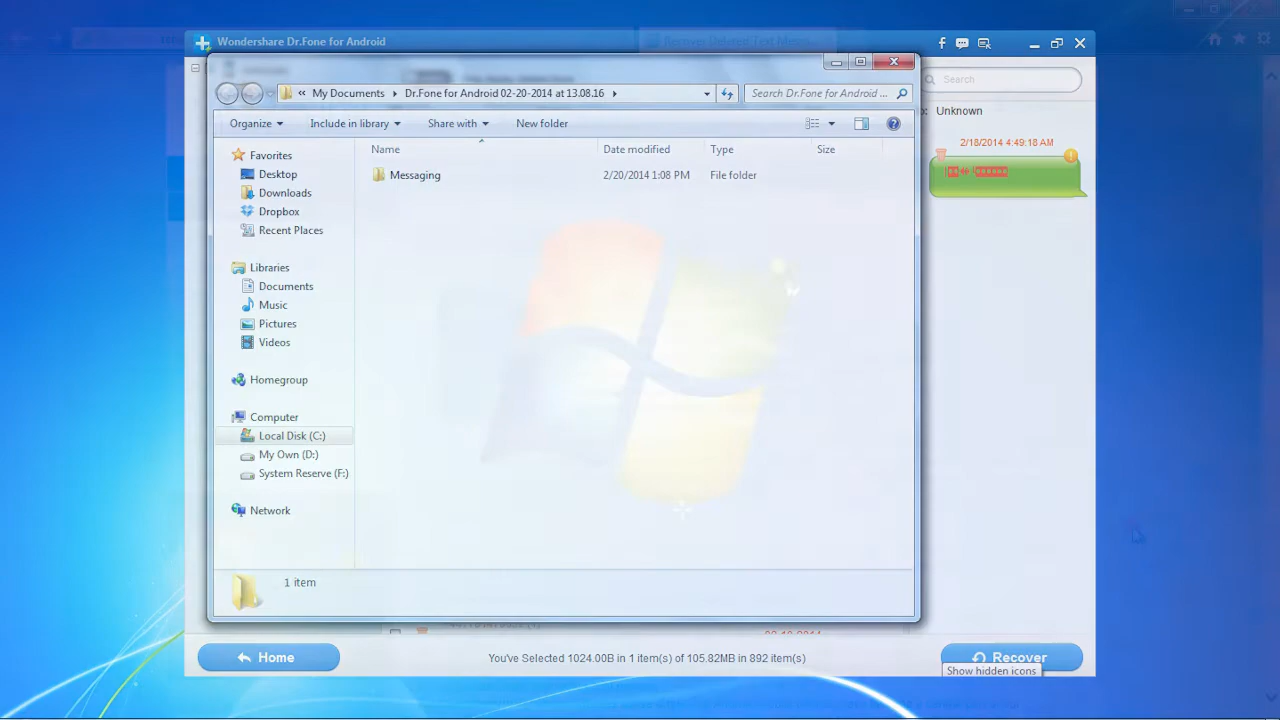 Wondershare Dr.Fone for Android
Recover Deleted Text Messa
« My Documents Dr.Fone for Android 02-20-2014 at 13.08.16
Search Dr.Fone for Android ...
Search
Organize Include in library Share with New folder
Unknown
Name Date modified Type Size
2/18/2014 4:49:18 AM
Messaging 2/20/2014 1:08 PM File folder
Favorites
Desktop
Downloads
Dropbox
Recent Places
Libraries
Documents
Music
Pictures
Videos
Homegroup
Computer
Local Disk (C:)
My Own (D:)
System Reserve (F:)
Network
1 item
Home
You've Selected 1024.00B in 1 item(s) of 105.82MB in 892 item(s)
Recover
Show hidden icons